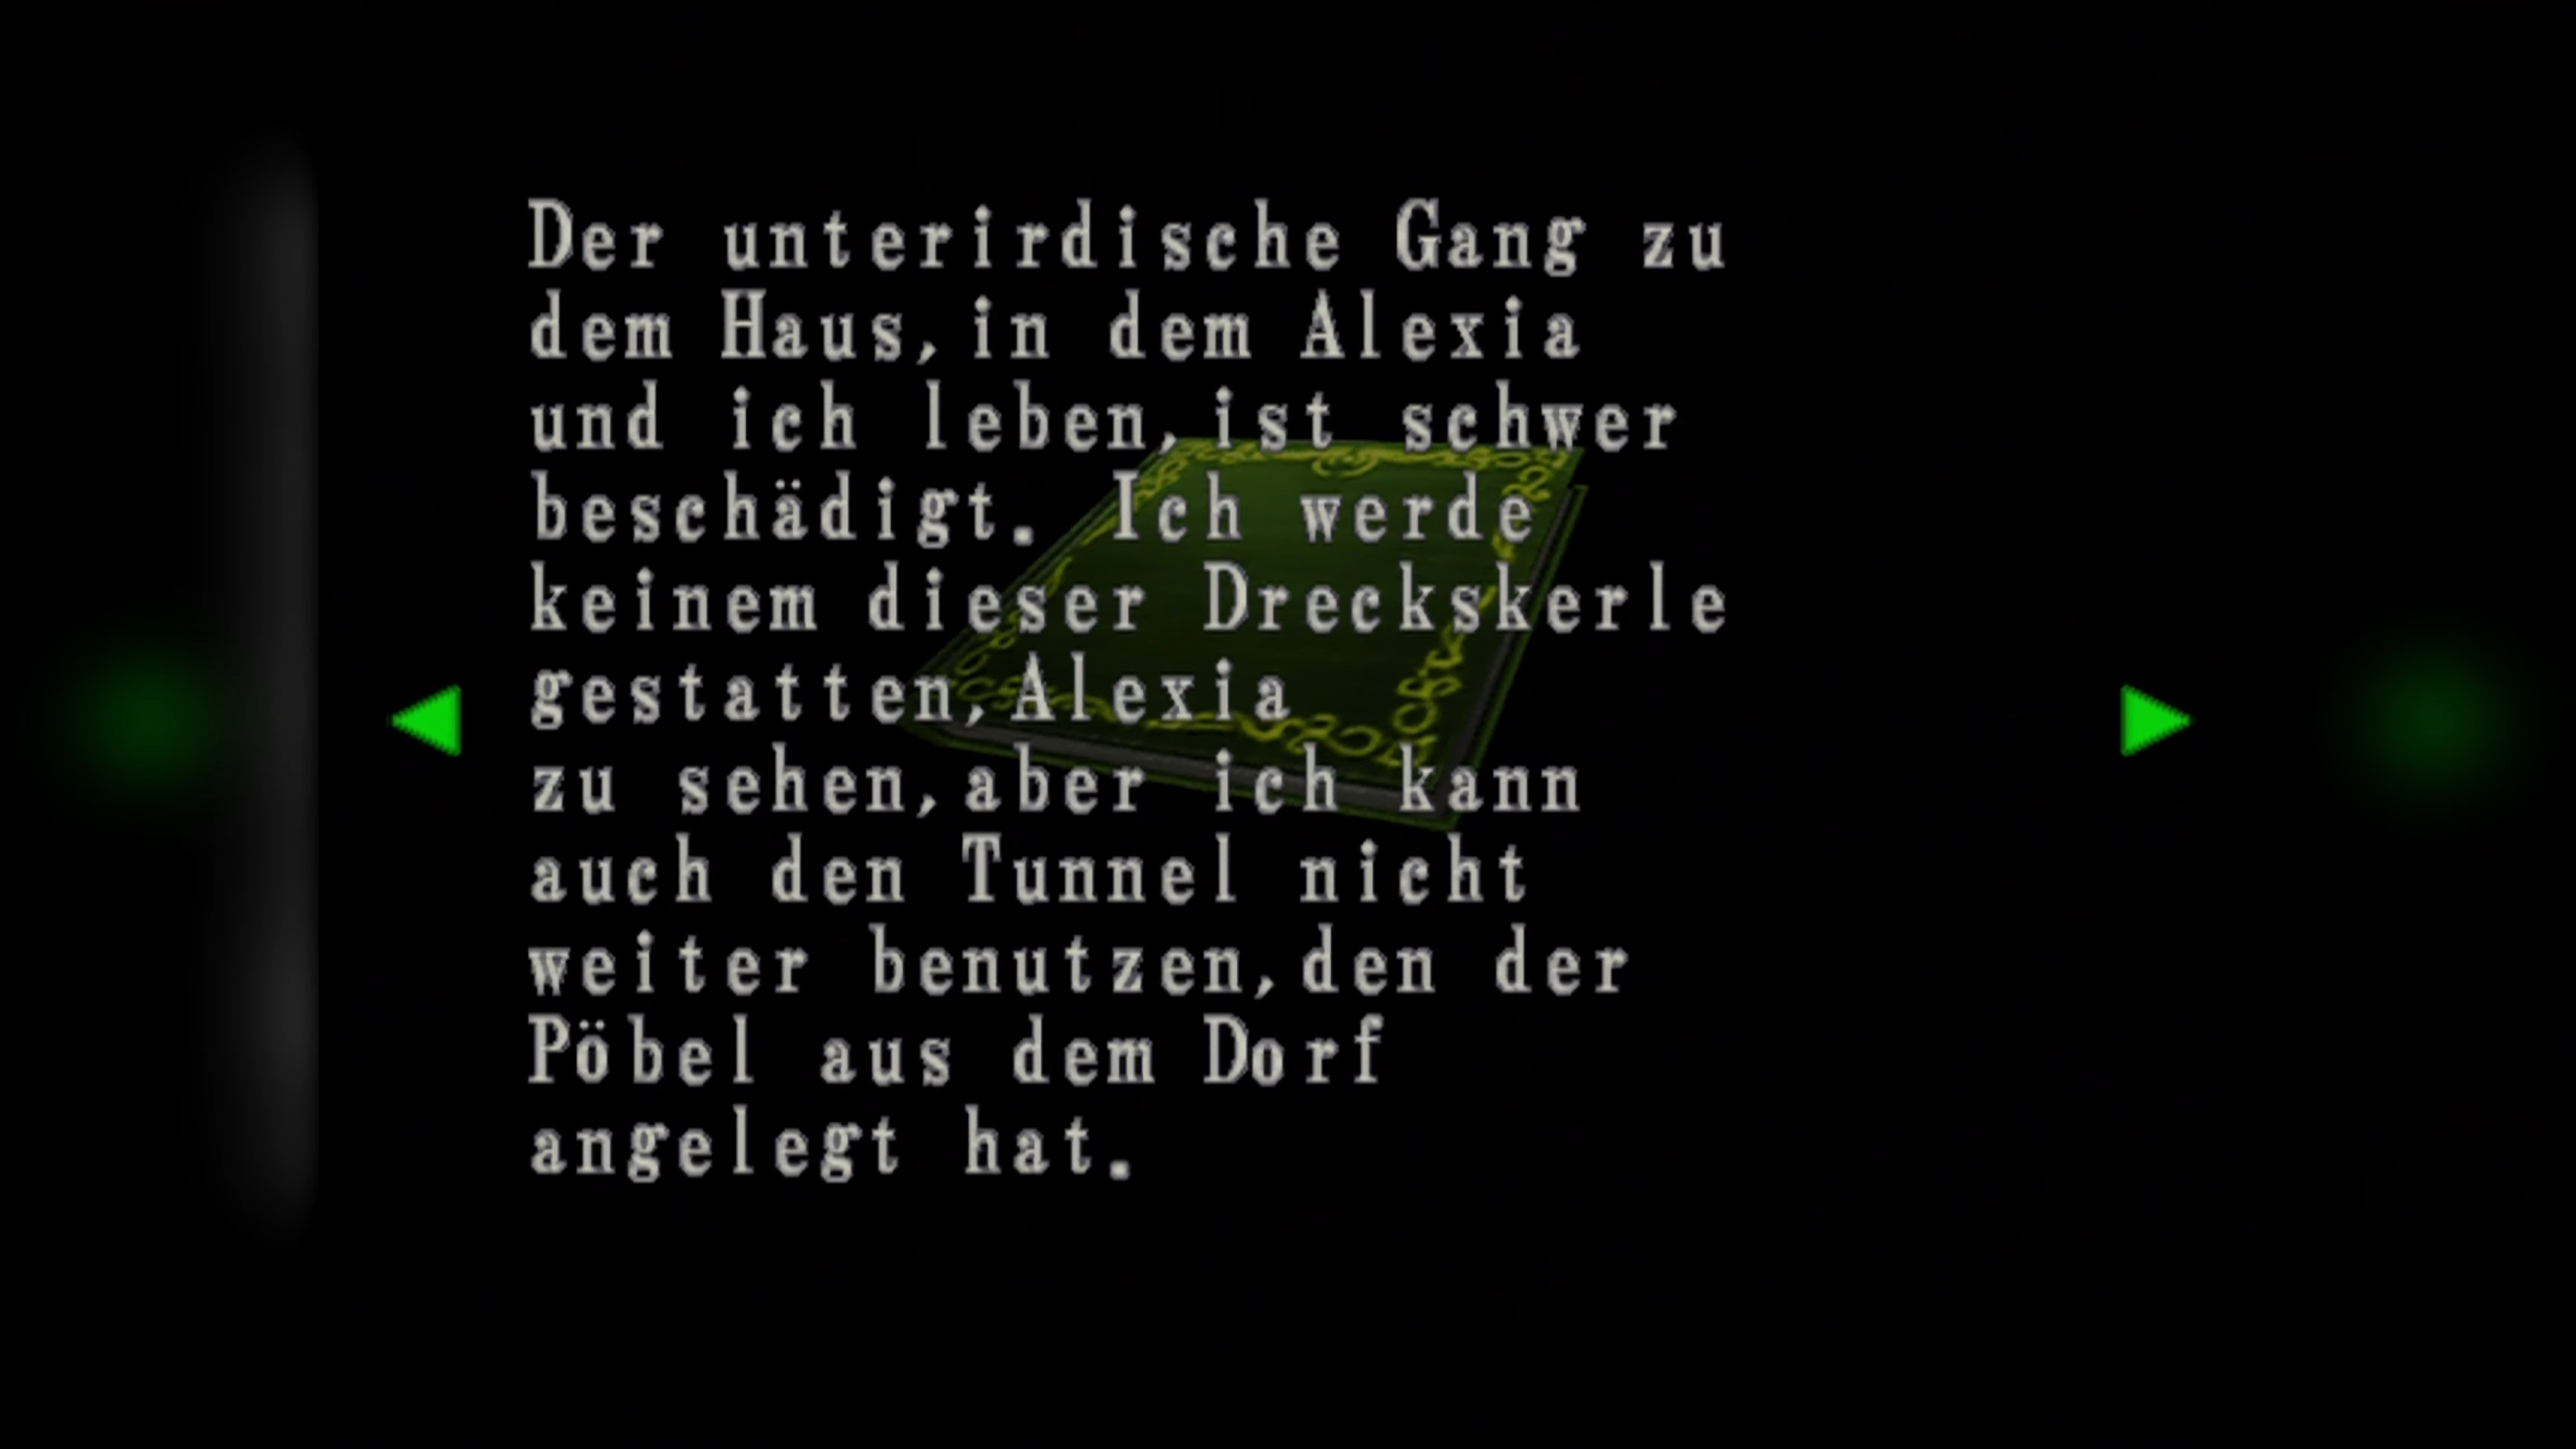 Der unterirdische Gang zu
dem Haus, in dem Alexia
und ich leben, ist schwer
beschädigt. Ich werde
keinem dieser Dreckskerle
gestatten, Alexia
zu sehen, aber ich kann
auch den Tunnel nicht
weiter benutzen, den der
Pöbel aus dem Dorf
angelegt hat.